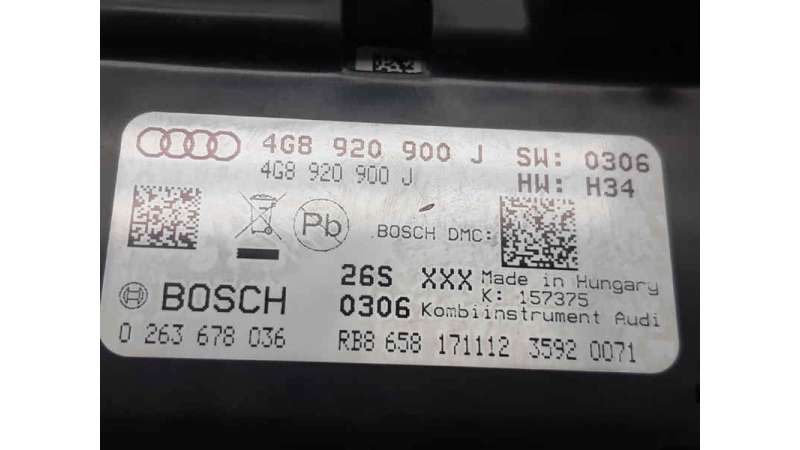 4G8 920 900 J SW: 0306
4G8 920 900 J HW: H34
Pb BOSCH DMC:
26S XXX Made in Hungary
K: 157375
BOSCH 0306 Kombiinstrument Audi
0 263 678 036 RB8 658 171112 3592 0071